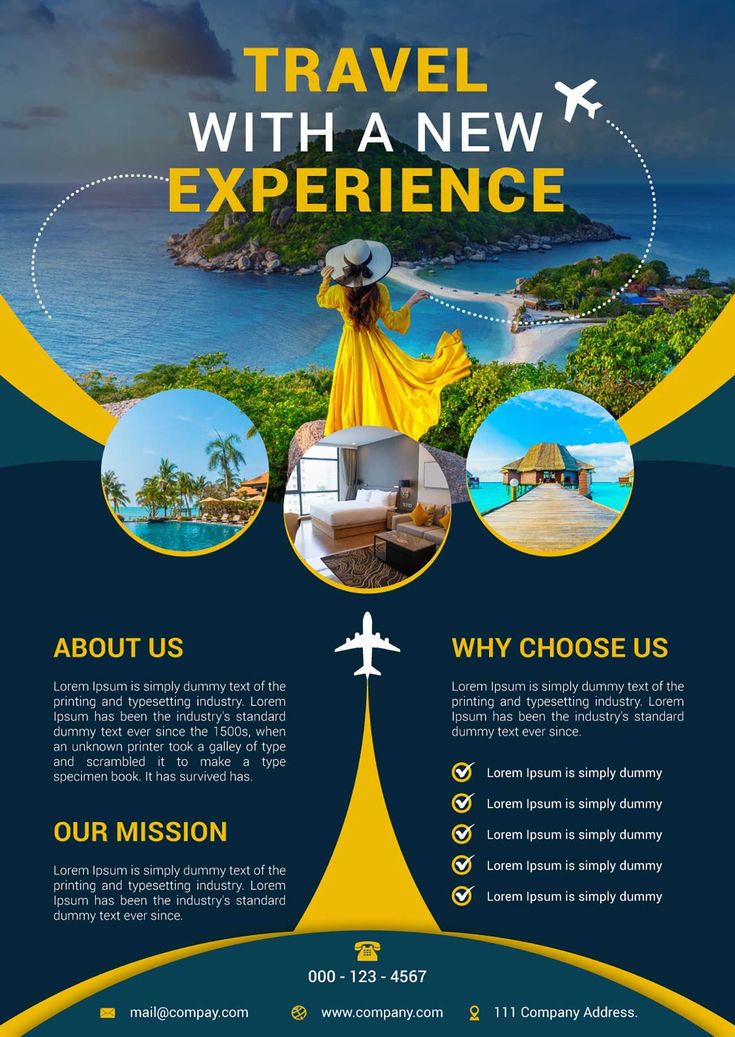 TRAVEL
WITH A NEW
EXPERIENCE
ABOUT US
Lorem Ipsum is simply dummy text of the
printing and typesetting industry. Lorem
Ipsum has been the industry's standard
dummy text ever since the 1500s, when
an unknown printer took a galley of type
and scrambled it to make a type
specimen book. It has survived has.
OUR MISSION
Lorem Ipsum is simply dummy text of the
printing and typesetting industry. Lorem
Ipsum has been the industry's standard
dummy text ever since.
WHY CHOOSE US
Lorem Ipsum is simply dummy text of the
printing and typesetting industry. Lorem
Ipsum has been the industry's standard
dummy text ever since.
Lorem Ipsum is simply dummy
Lorem Ipsum is simply dummy
Lorem Ipsum is simply dummy
Lorem Ipsum is simply dummy
Lorem Ipsum is simply dummy
000 - 123 - 4567
mail@compay.com
www.company.com
111 Company Address.